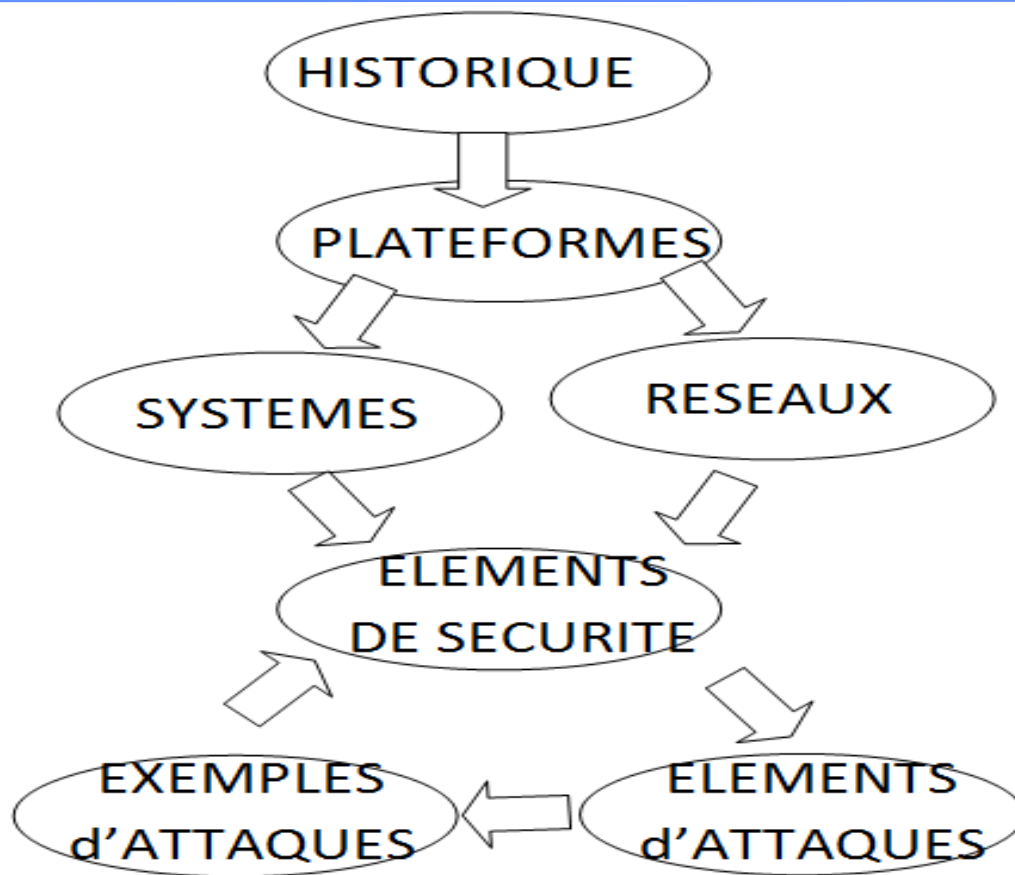 HISTORIQUE
PLATEFORMES
SYSTEMES
RESEAUX
ELEMENTS
DE SECURITE
EXEMPLES
d'ATTAQUES
ELEMENTS
d'ATTAQUES